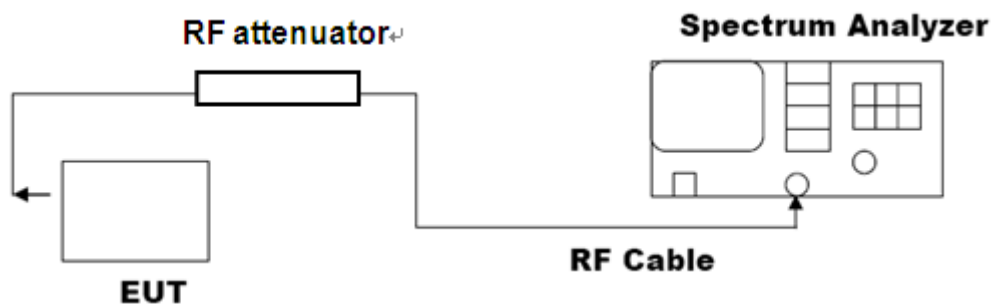 RF attenuator↵
Spectrum Analyzer
RF Cable
EUT